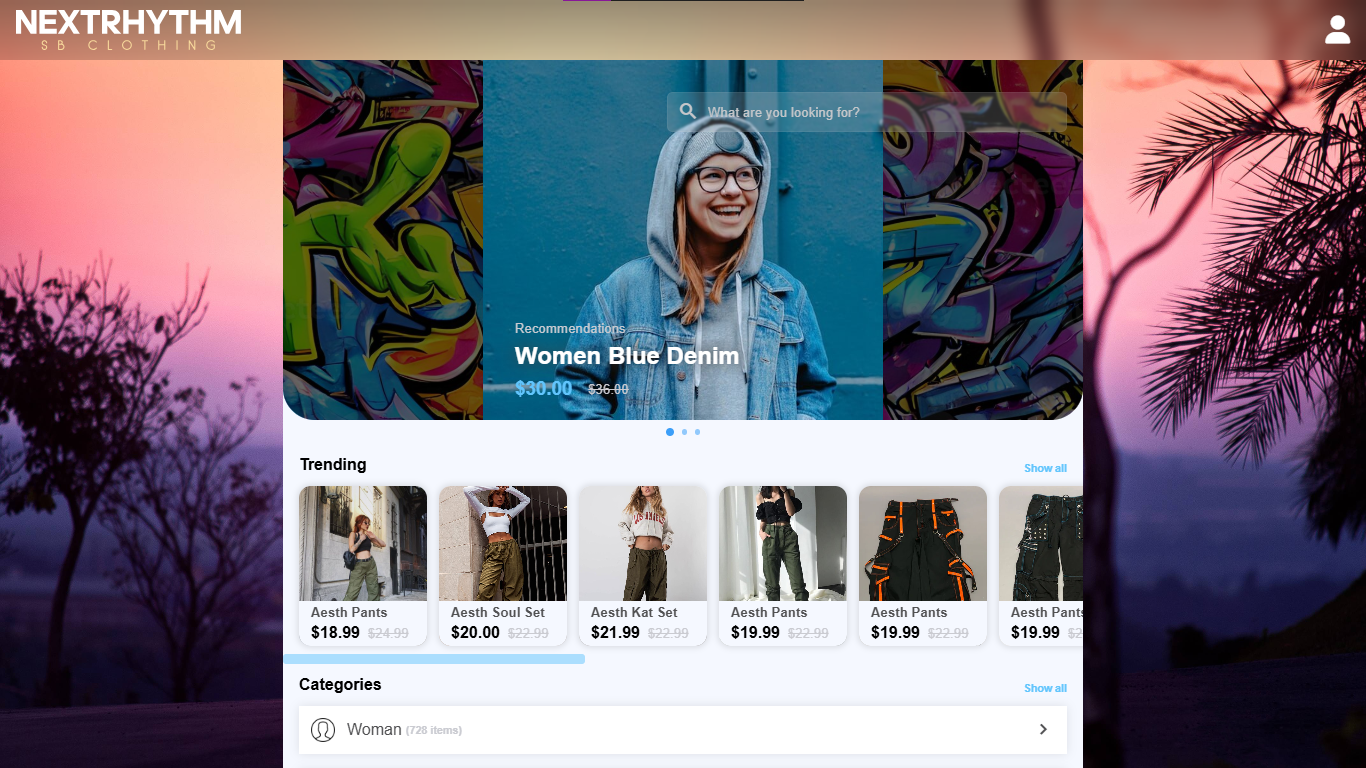 NEXTRHYTHM
SB CLOTHING
What are you looking for?
Recommendations
Women Blue Denim
$30.00 $36.00
Trending
Show all
Aesth Pants
$18.99 $24.99
Aesth Soul Set
$20.00 $22.99
Aesth Kat Set
$21.99 $22.99
Aesth Pants
$19.99 $22.99
Aesth Pants
$19.99 $22.99
Aesth Pants
$19.99 $2
Categories
Show all
Woman (728 items)